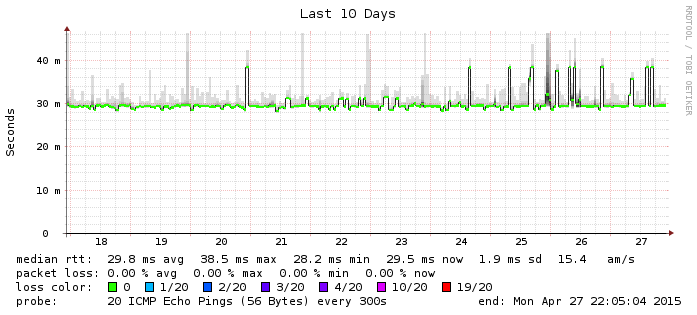 Last 10 Days
RRDTOOL / TOBI OETIKER
Seconds
40 m
30 m
20 m
10 m
0
18 19 20 21 22 23 24 25 26 27
median rtt: 29.8 ms avg 38.5 ms max 28.2 ms min 29.5 ms now 1.9 ms sd 15.4 am/s
packet loss: 0.00 % avg 0.00 % max 0.00 % min 0.00 % now
loss color: 0 1/20 2/20 3/20 4/20 10/20 19/20
probe: 20 ICMP Echo Pings (56 Bytes) every 300s end: Mon Apr 27 22:05:04 2015